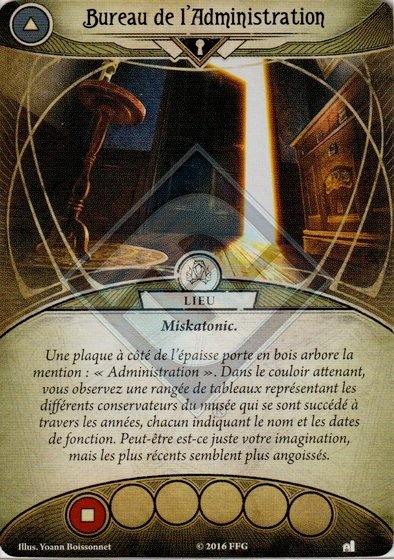 Bureau de l'Administration
LIEU
Miskatonic.
Une plaque à côté de l'épaisse porte en bois arbore la
mention : « Administration ». Dans le couloir attenant,
vous observez une rangée de tableaux représentant les
différents conservateurs du musée qui se sont succédé à
travers les années, chacun indiquant le nom et les dates
de fonction. Peut-être est-ce juste votre imagination,
mais les plus récents semblent plus angoissés.
Illus. Yoann Boissonnet
© 2016 FFG